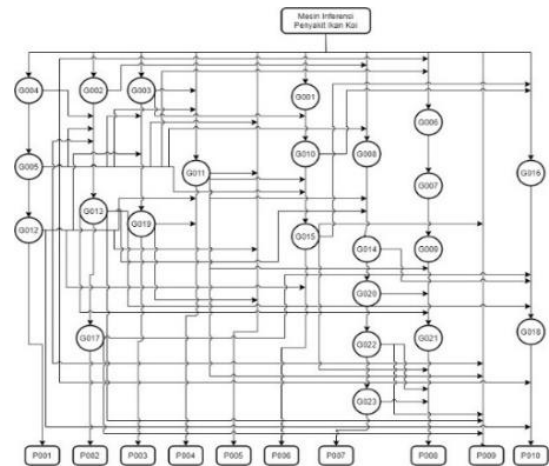 Mesin Inferensi
Penyakit Ikan Koi
G004 G002 G003 G001
G006
G005 G011 G010 G008 G016
G007
G012 G013 G019 G015 G014 G009
G020
G017 G022 G021 G018
G023
P001 P002 P003 P004 P005 P006 P007 P008 P009 P010